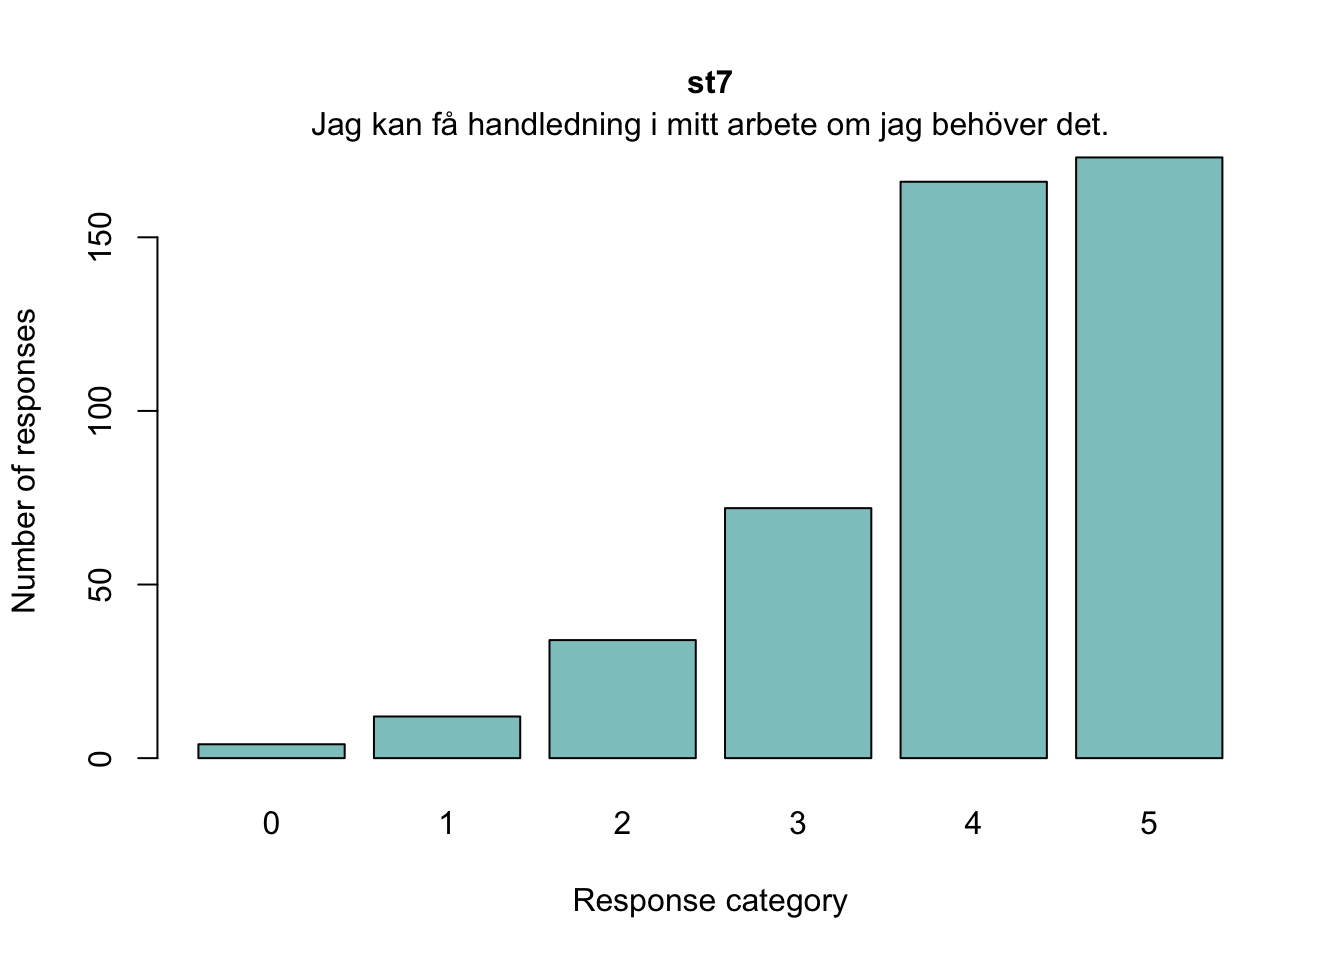 st7
Jag kan få handledning i mitt arbete om jag behöver det.
Number of responses
150
100
50
0
0 1 2 3 4 5
Response category